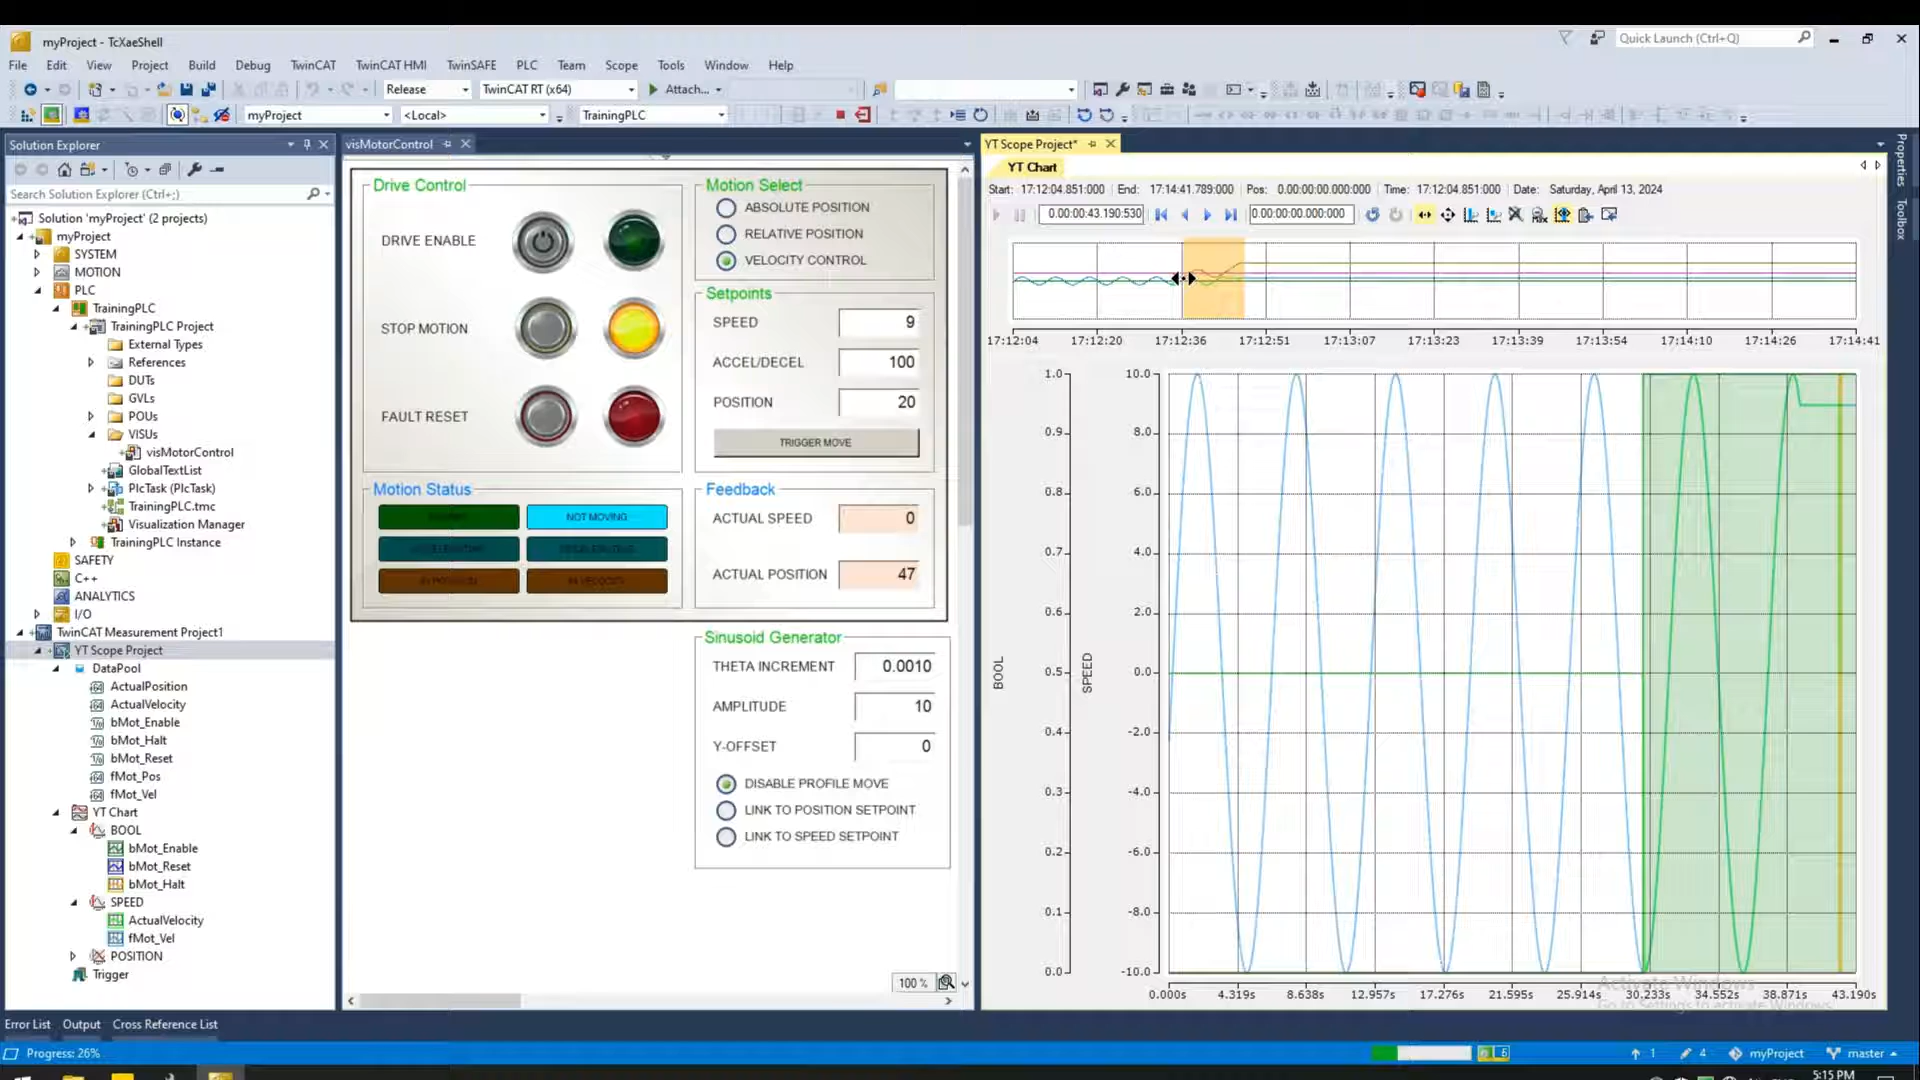 myProject - TcXaeShell
Quick Launch (Ctrl+Q)
File Edit View Project Build Debug TwinCAT TwinCAT HMI TwinSAFE PLC Team Scope Tools Window Help
Release TwinCAT RT (x64) Attach...
myProject <Local> TrainingPLC
Solution Explorer
Search Solution Explorer (Ctrl+;)
Solution 'myProject' (2 projects)
myProject
SYSTEM
MOTION
PLC
TrainingPLC
TrainingPLC Project
External Types
References
DUTs
GVLs
POUs
VISUs
visMotorControl
GlobalTextList
PlcTask (PlcTask)
TrainingPLC.tmc
Visualization Manager
TrainingPLC Instance
SAFETY
C++
ANALYTICS
I/O
TwinCAT Measurement Project1
YT Scope Project
DataPool
ActualPosition
ActualVelocity
bMot_Enable
bMot_Halt
bMot_Reset
fMot_Pos
fMot_Vel
YT Chart
BOOL
bMot_Enable
bMot_Reset
bMot_Halt
SPEED
ActualVelocity
fMot_Vel
POSITION
Trigger
visMotorControl
Drive Control
DRIVE ENABLE
STOP MOTION
FAULT RESET
Motion Select
ABSOLUTE POSITION
RELATIVE POSITION
VELOCITY CONTROL
Setpoints
SPEED 9
ACCEL/DECEL 100
POSITION 20
TRIGGER MOVE
Motion Status
NOT MOVING
Feedback
ACTUAL SPEED 0
ACTUAL POSITION 47
Sinusoid Generator
THETA INCREMENT 0.0010
AMPLITUDE 10
Y-OFFSET 0
DISABLE PROFILE MOVE
LINK TO POSITION SETPOINT
LINK TO SPEED SETPOINT
100 %
YT Scope Project*
YT Chart
Start: 17:12:04.851:000 End: 17:14:41.789:000 Pos: 0.00:00:00.000:000 Time: 17:12:04.851:000 Date: Saturday, April 13, 2024
0.00:00:43.190:530 0.00:00:00.000:000
17:12:04 17:12:20 17:12:36 17:12:51 17:13:07 17:13:23 17:13:39 17:13:54 17:14:10 17:14:26 17:14:41
1.0 10.0
0.9 8.0
0.8 6.0
0.7 4.0
0.6 2.0
0.5 0.0
0.4 -2.0
0.3 -4.0
0.2 -6.0
0.1 -8.0
0.0 -10.0
BOOL
SPEED
0.000s 4.319s 8.638s 12.957s 17.276s 21.595s 25.914s 30.233s 34.552s 38.871s 43.190s
Activate Windows
Go to Settings to activate Windows.
Properties
Toolbox
Error List Output Cross Reference List
Progress: 26%
5
1 4 myProject master
5:15 PM